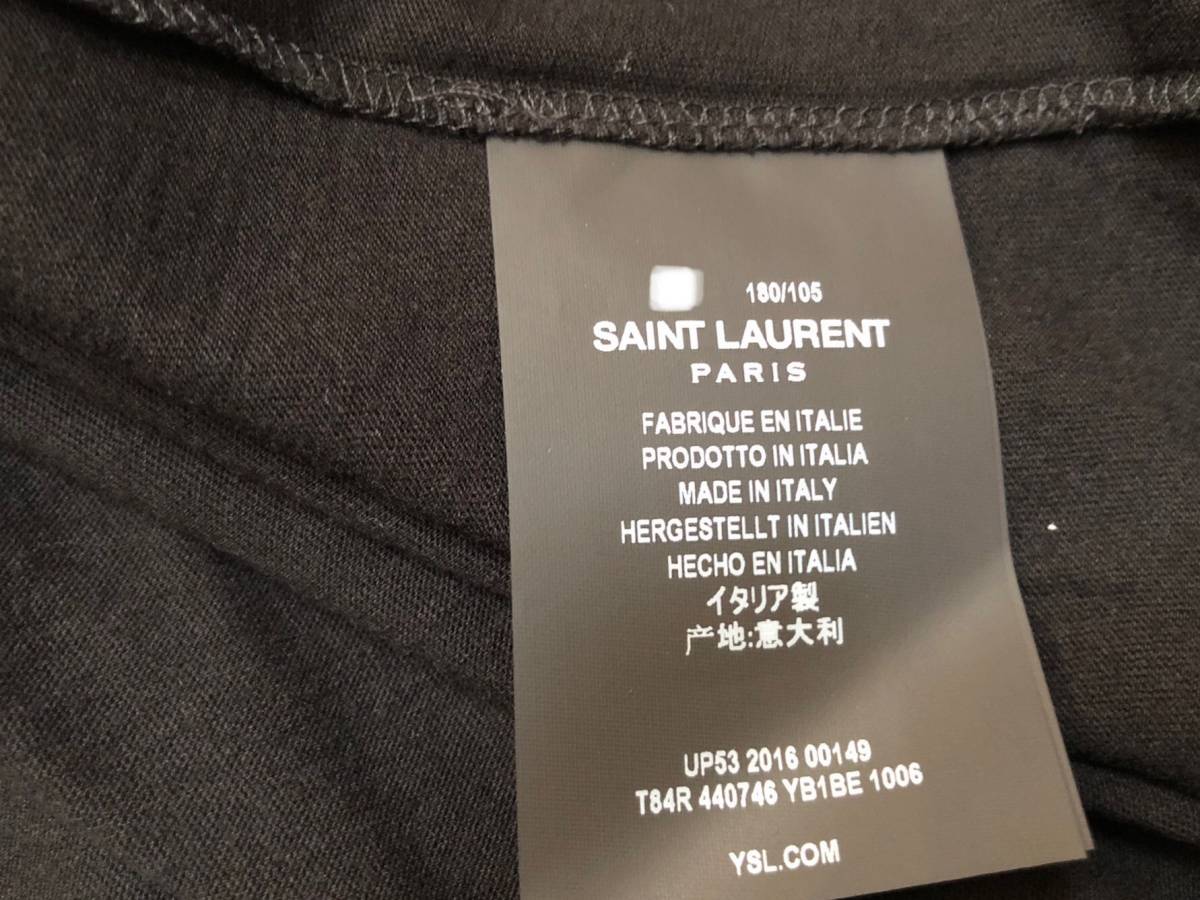 180/105
SAINT LAURENT
PARIS
FABRIQUE EN ITALIE
PRODOTTO IN ITALIA
MADE IN ITALY
HERGESTELLT IN ITALIEN
HECHO EN ITALIA
イタリア製
产地:意大利
UP53 2016 00149
T84R 440746 YB1BE 1006
YSL.COM